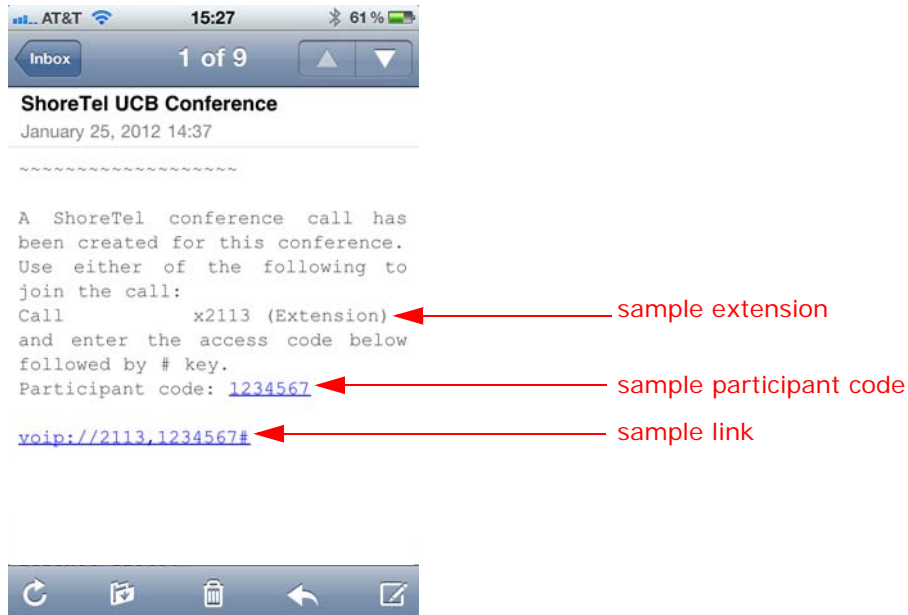 AT&T 15:27 61%
Inbox 1 of 9
ShoreTel UCB Conference
January 25, 2012 14:37
~~~~~~~~~~~~~~~~~~~
A ShoreTel conference call has
been created for this conference.
Use either of the following to
join the call:
Call x2113 (Extension)
sample extension
and enter the access code below
followed by # key.
Participant code: 1234567
sample participant code
voip://2113,1234567#
sample link